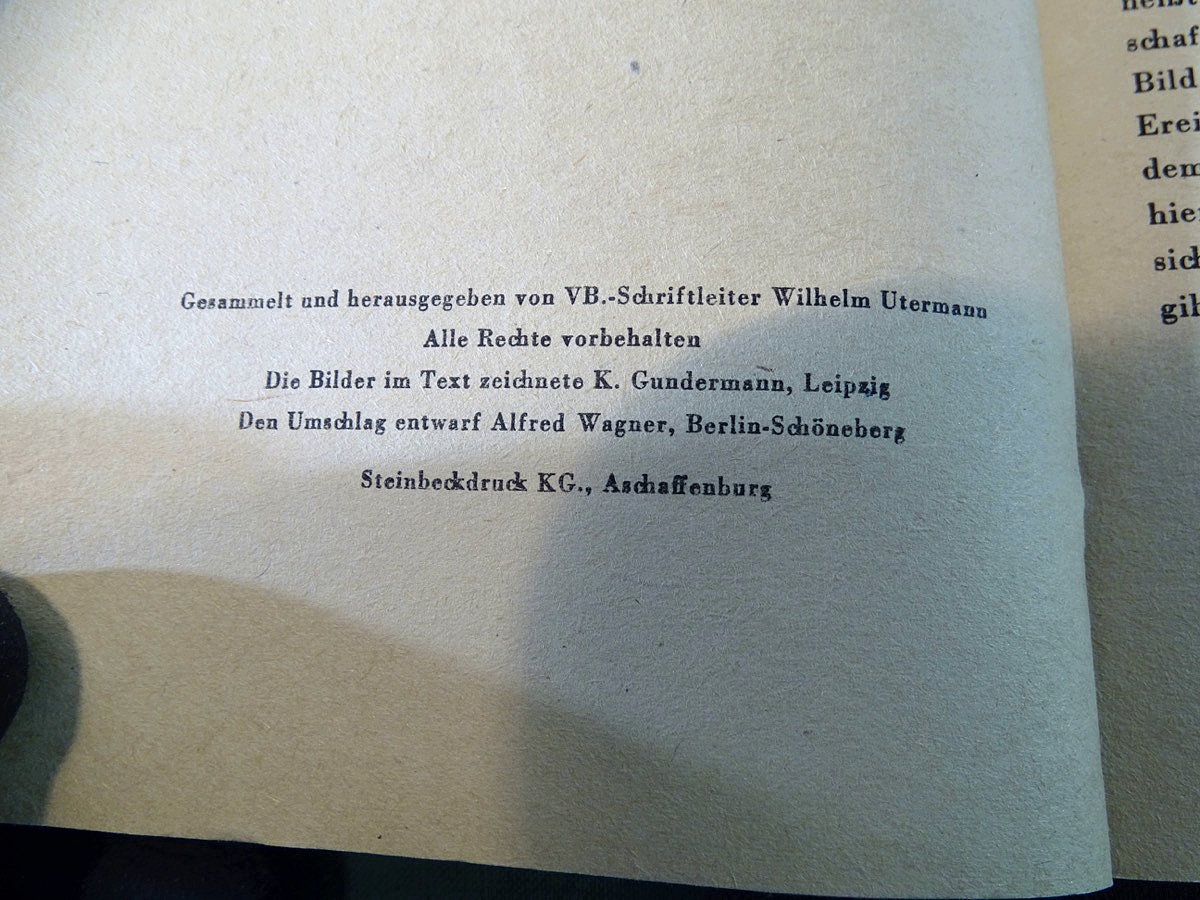 Gesammelt und herausgegeben von VB.-Schriftleiter Wilhelm Utermann
Alle Rechte vorbehalten
Die Bilder im Text zeichnete K. Gundermann, Leipzig
Den Umschlag entwarf Alfred Wagner, Berlin-Schöneberg
Steinbeckdruck KG., Aschaffenburg
schaf
Bild
Erei
dem
hie
sich